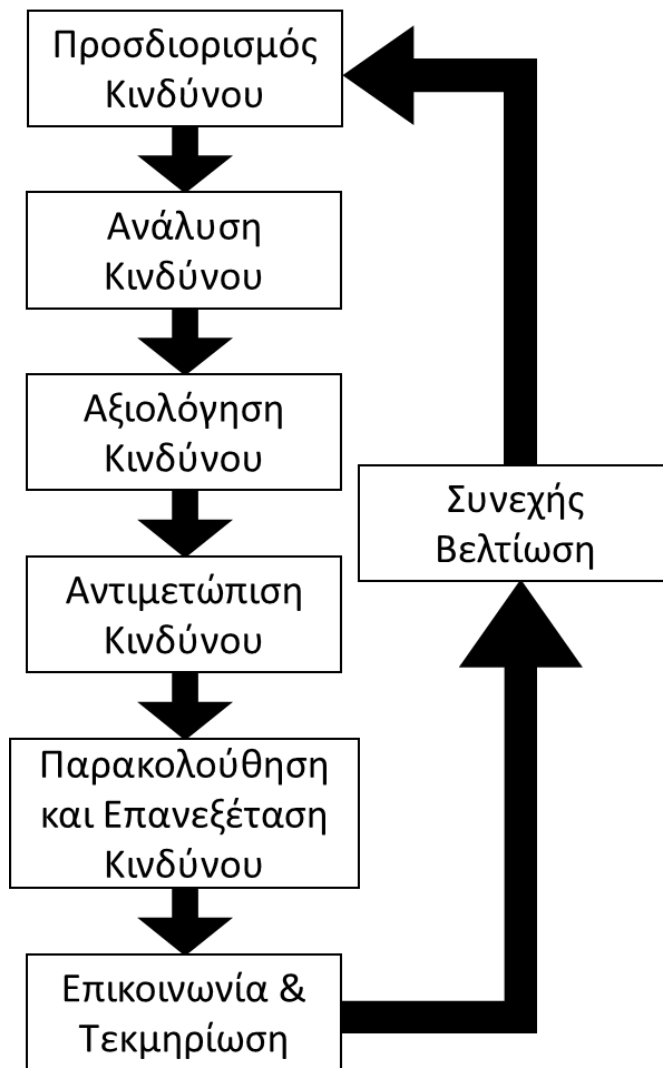 Προσδιορισμός
Κινδύνου
Ανάλυση
Κινδύνου
Αξιολόγηση
Κινδύνου
Αντιμετώπιση
Κινδύνου
Παρακολούθηση
και Επανεξέταση
Κινδύνου
Επικοινωνία &
Τεκμηρίωση
Συνεχής
Βελτίωση